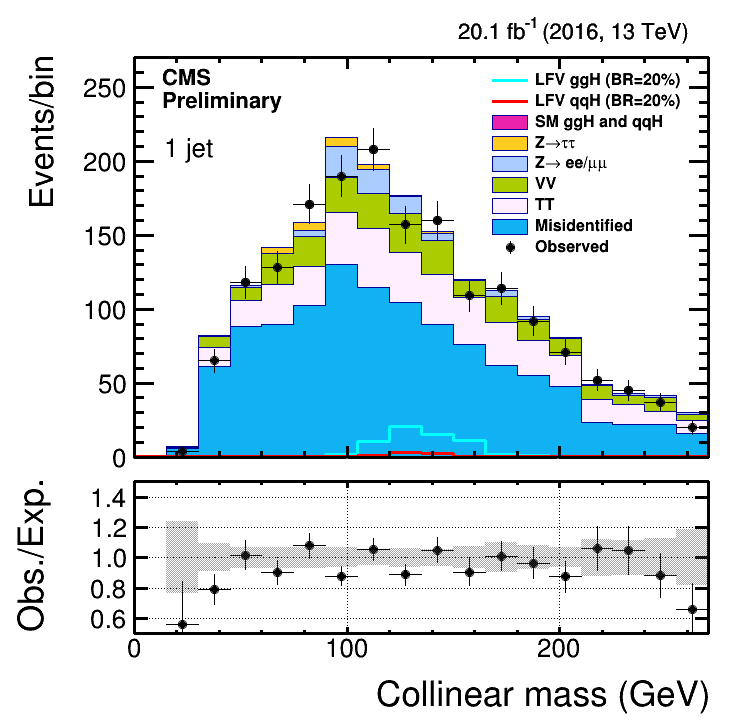 20.1 fb-1 (2016, 13 TeV)
Events/bin
250
200
150
100
50
0
CMS
Preliminary
1 jet
LFV ggH (BR=20%)
LFV qqH (BR=20%)
SM ggH and qqH
Z→ττ
Z→ ee/μμ
VV
TT
Misidentified
Observed
Obs./Exp.
1.4
1.2
1.0
0.8
0.6
0 100 200
Collinear mass (GeV)